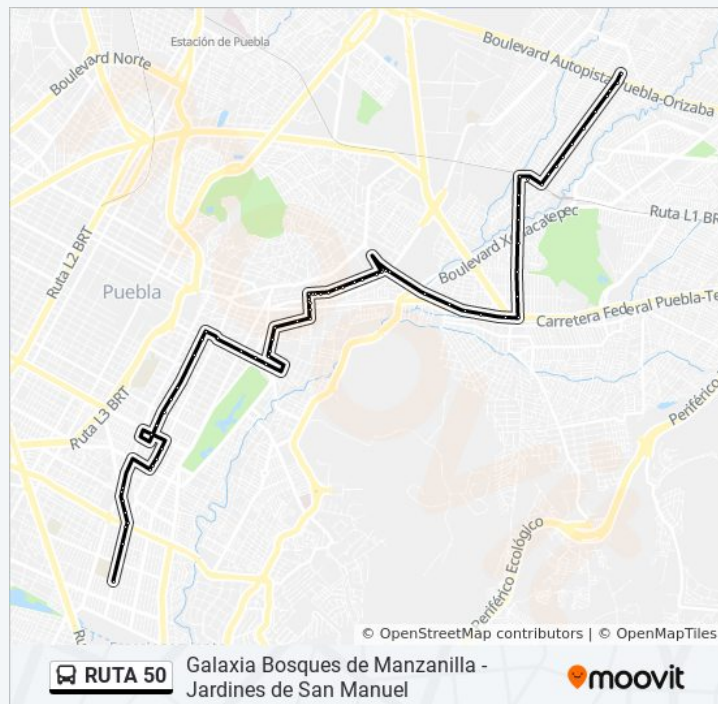 Estación de Puebla
Boulevard Norte
Boulevard Autopista Puebla-Orizaba
Ruta L2 BRT
Puebla
Ruta L1 BR
Carretera Federal Puebla-Te
Ruta L3 BRT
Periférico
Periférico Ecológico
© OpenStreetMap contributors | © OpenMapTiles
RUTA 50
Galaxia Bosques de Manzanilla -
Jardines de San Manuel
moovit